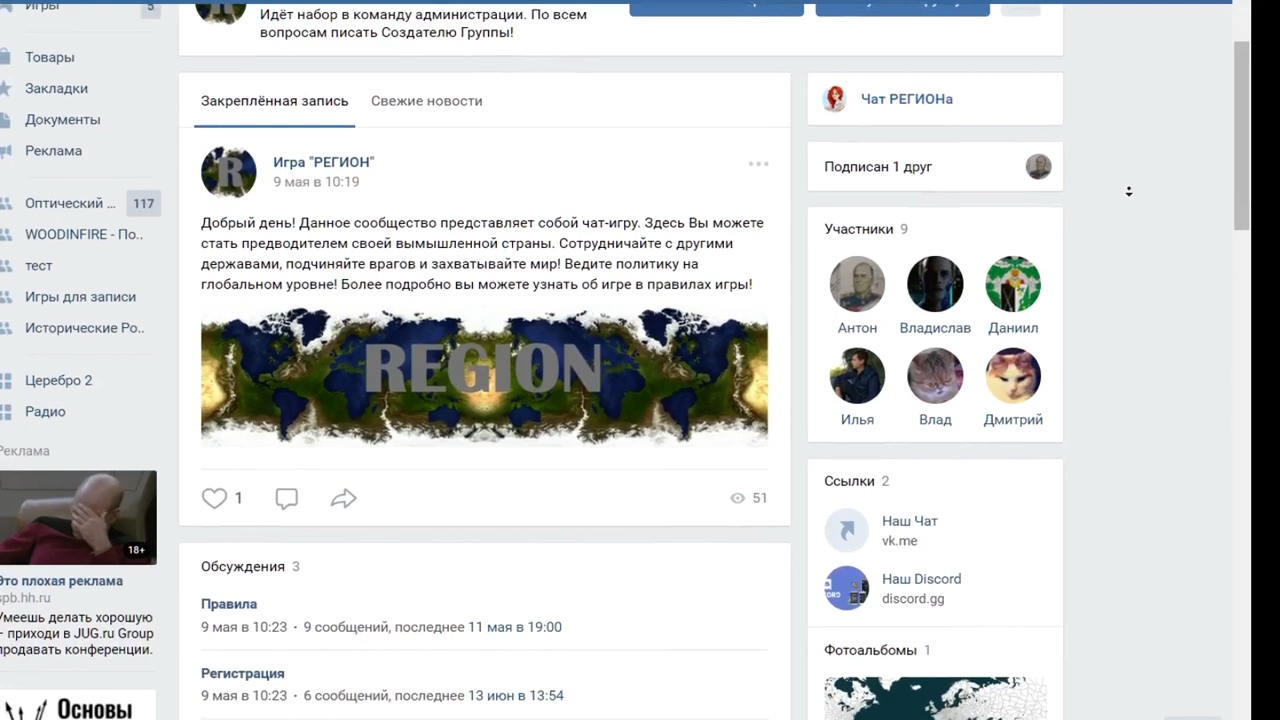 Игры
5
Товары
Закладки
Документы
Реклама
Оптический ...
117
WOODINFIRE - По..
тест
Игры для записи
Исторические Ро..
Церебро 2
Радио
Реклама
18+
Это плохая реклама
spb.hh.ru
Умеешь делать хорошую
- приходи в JUG.ru Group
продавать конференции.
Основы
Идёт набор в команду администрации. По всем
вопросам писать Создателю Группы!
Закреплённая запись
Свежие новости
Игра "РЕГИОН"
9 мая в 10:19
Добрый день! Данное сообщество представляет собой чат-игру. Здесь Вы можете
стать предводителем своей вымышленной страны. Сотрудничайте с другими
державами, подчиняйте врагов и захватывайте мир! Ведите политику на
глобальном уровне! Более подробно вы можете узнать об игре в правилах игры!
R
REGION
1
51
Обсуждения 3
Правила
9 мая в 10:23 · 9 сообщений, последнее 11 мая в 19:00
Регистрация
9 мая в 10:23 · 6 сообщений, последнее 13 июн в 13:54
Чат РЕГИОНа
Подписан 1 друг
Участники 9
Антон
Владислав
Даниил
Илья
Влад
Дмитрий
Ссылки 2
Наш Чат
vk.me
Наш Discord
discord.gg
Фотоальбомы 1